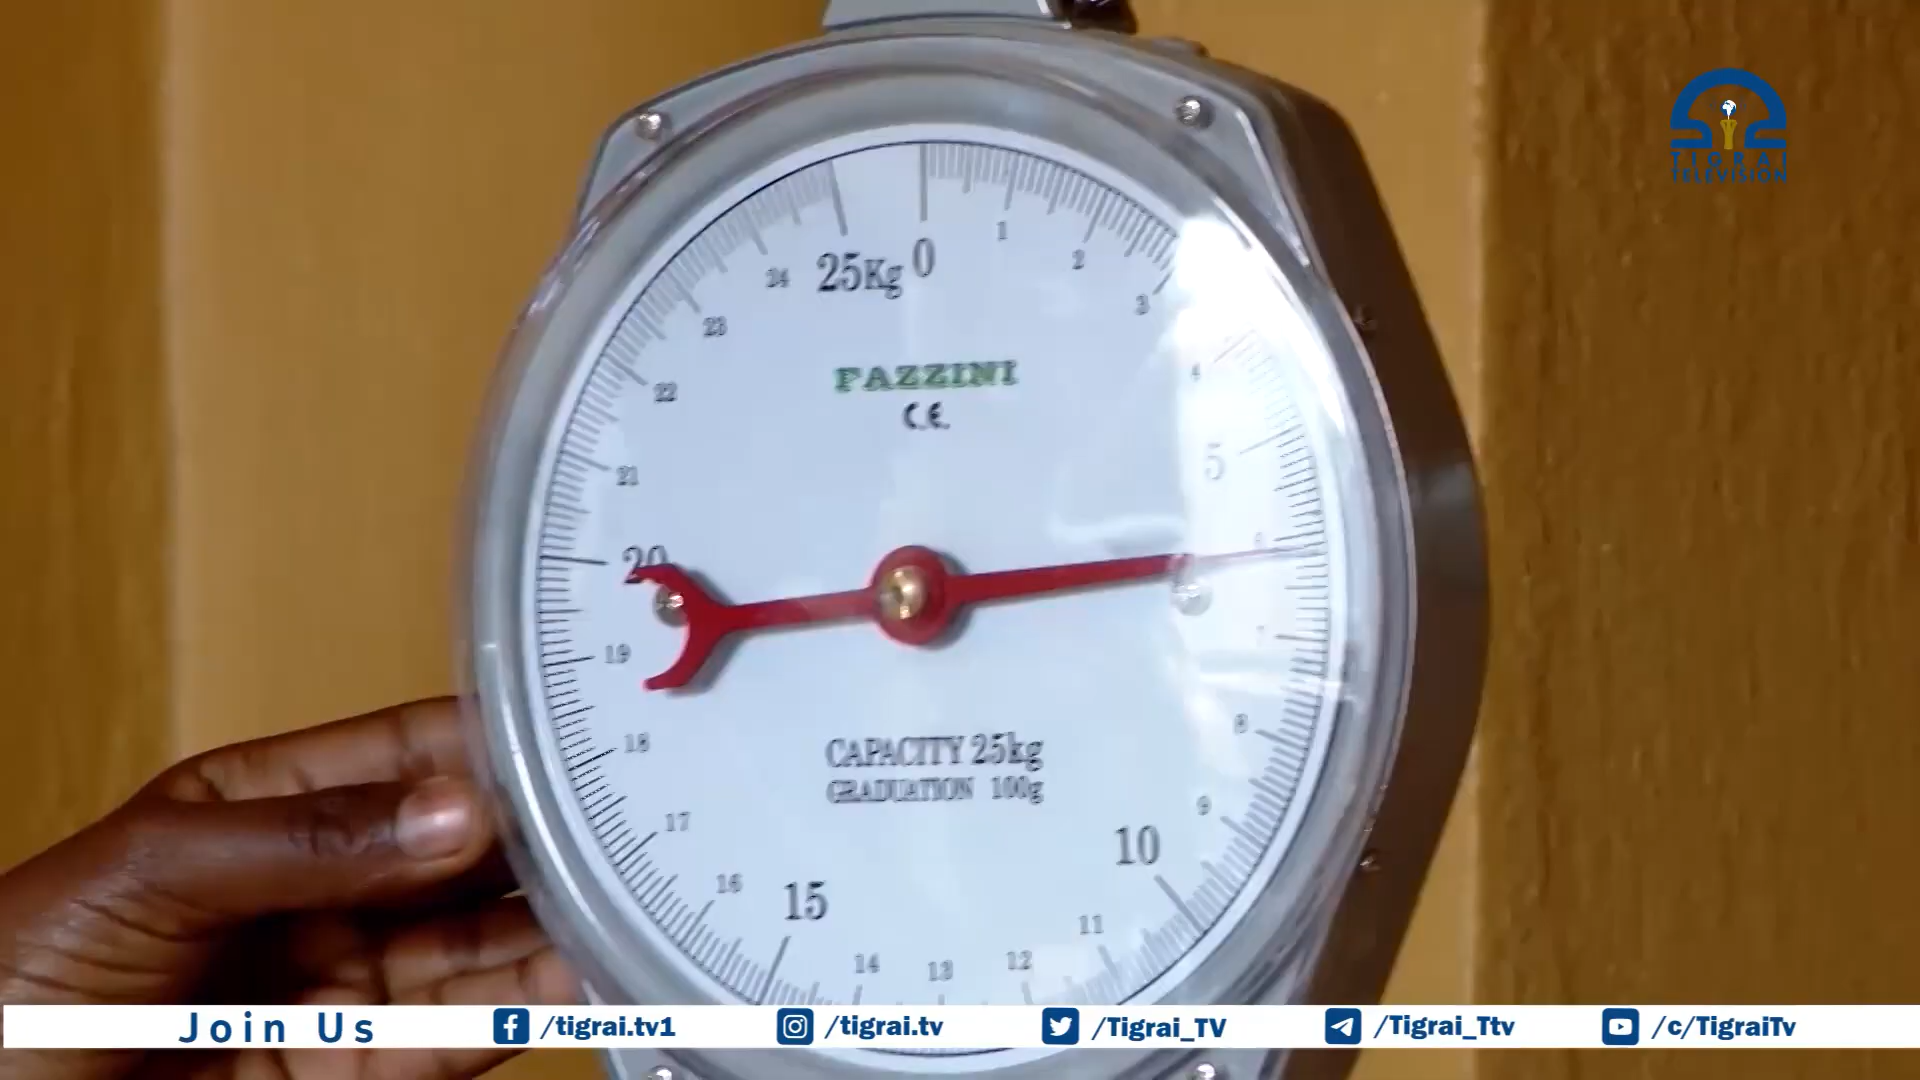 TIGRAI
TELEVISION
25Kg
0
1
2
3
4
5
6
7
8
9
10
11
12
13
14
15
16
17
18
19
20
21
22
23
24
FAZZINI
CE
CAPACITY 25kg
GRADUATION 100g
Join Us
/tigrai.tv1
/tigrai.tv
/Tigrai_TV
/Tigrai_Ttv
/c/TigraiTv